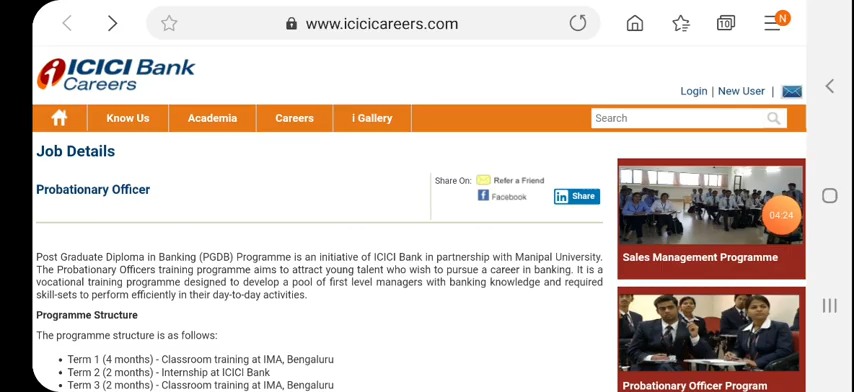 www.icicicareers.com
10
N
ICICI Bank
Careers
Login | New User |
Know Us
Academia
Careers
i Gallery
Search
Job Details
Probationary Officer
Share On:
Refer a Friend
Facebook
in Share
04:24
Sales Management Programme
Post Graduate Diploma in Banking (PGDB) Programme is an initiative of ICICI Bank in partnership with Manipal University.
The Probationary Officers training programme aims to attract young talent who wish to pursue a career in banking. It is a
vocational training programme designed to develop a pool of first level managers with banking knowledge and required
skill-sets to perform efficiently in their day-to-day activities.
Programme Structure
The programme structure is as follows:
• Term 1 (4 months) - Classroom training at IMA, Bengaluru
• Term 2 (2 months) - Internship at ICICI Bank
• Term 3 (2 months) - Classroom training at IMA, Bengaluru
Probationary Officer Program